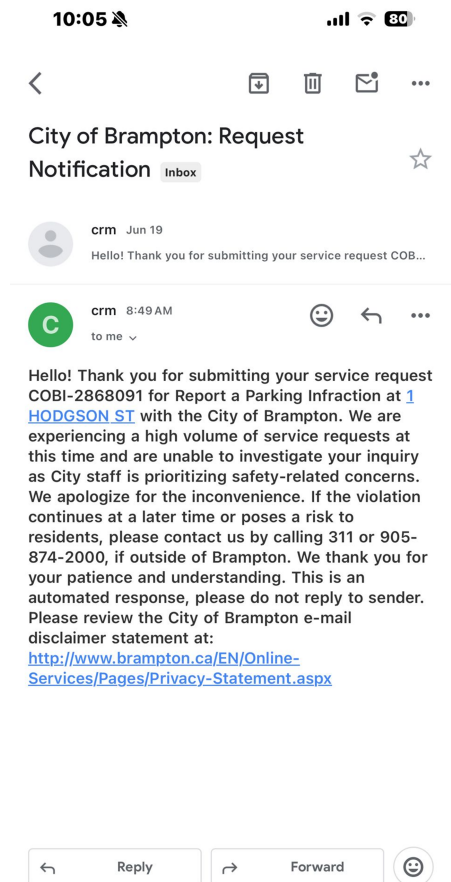 10:05
80
City of Brampton: Request
Notification Inbox
crm Jun 19
Hello! Thank you for submitting your service request COB...
C
crm 8:49 AM
to me
Hello! Thank you for submitting your service request
COBI-2868091 for Report a Parking Infraction at 1
HODGSON ST with the City of Brampton. We are
experiencing a high volume of service requests at
this time and are unable to investigate your inquiry
as City staff is prioritizing safety-related concerns.
We apologize for the inconvenience. If the violation
continues at a later time or poses a risk to
residents, please contact us by calling 311 or 905-
874-2000, if outside of Brampton. We thank you for
your patience and understanding. This is an
automated response, please do not reply to sender.
Please review the City of Brampton e-mail
disclaimer statement at:
http://www.brampton.ca/EN/Online-
Services/Pages/Privacy-Statement.aspx
Reply Forward